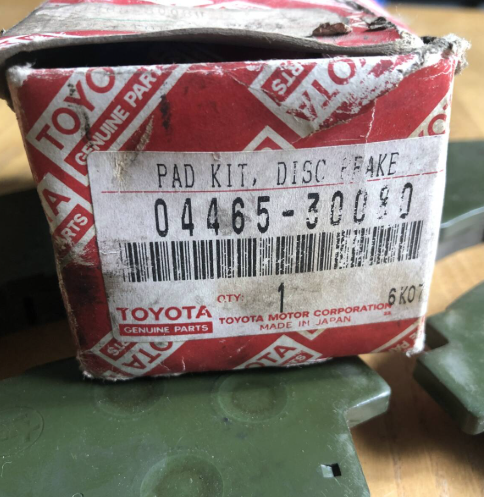 TOYOTA
GENUINE PARTS
PAD KIT, DISC BRAKE
04465-30080
QTY: 1
6K07
TOYOTA
GENUINE PARTS
TOYOTA MOTOR CORPORATION
MADE IN JAPAN